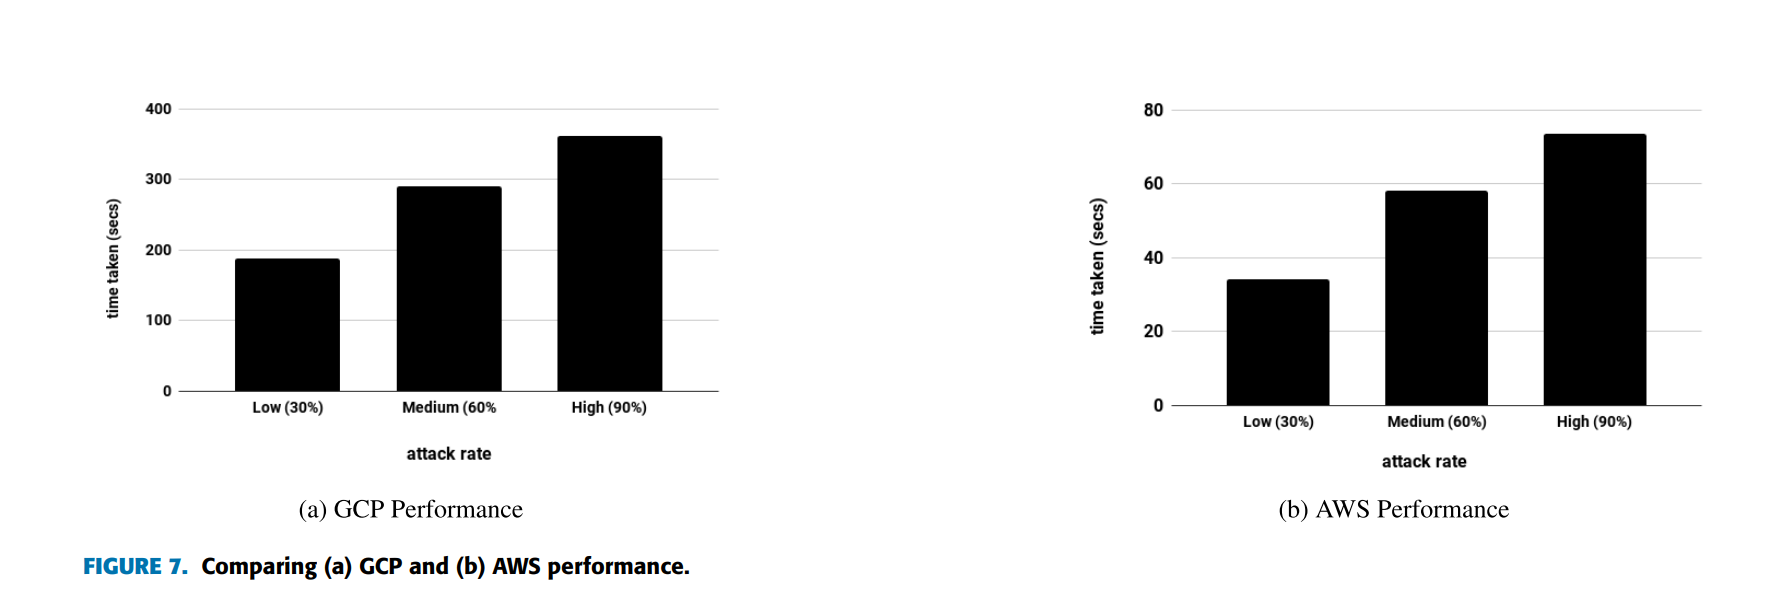 400
300
200
100
0
time taken (secs)
Low (30%)
Medium (60%
High (90%)
attack rate
(a) GCP Performance
80
60
40
20
0
time taken (secs)
Low (30%)
Medium (60%)
High (90%)
attack rate
(b) AWS Performance
FIGURE 7. Comparing (a) GCP and (b) AWS performance.